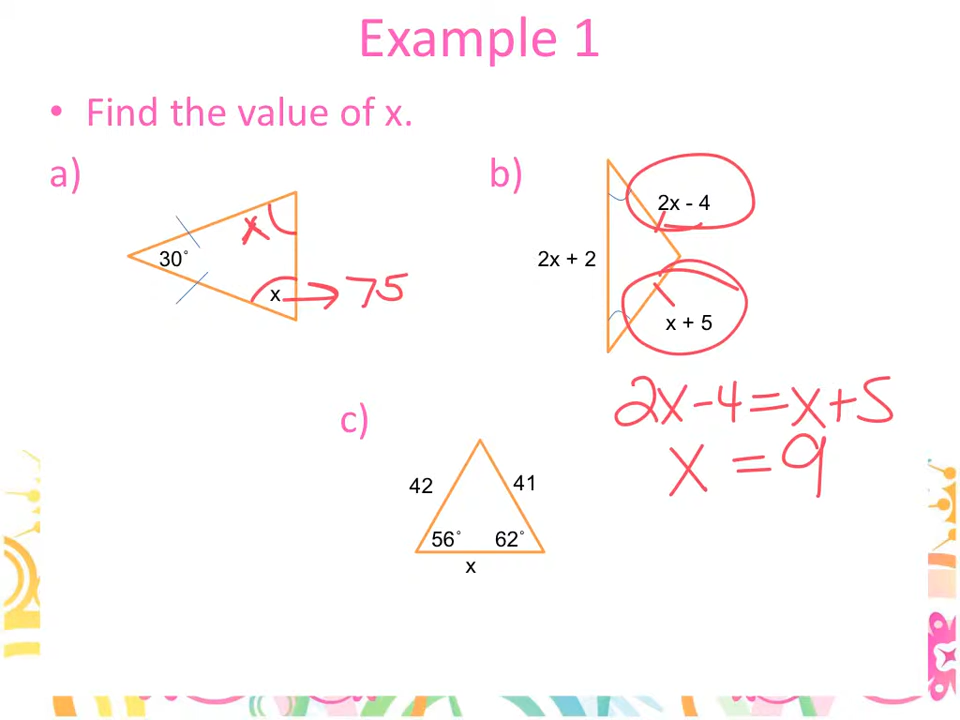 Example 1
• Find the value of x.
a)
30°
x
x → 75
b)
2x - 4
2x + 2
x + 5
2x-4=x+5
x = 9
c)
42
41
56°
62°
x